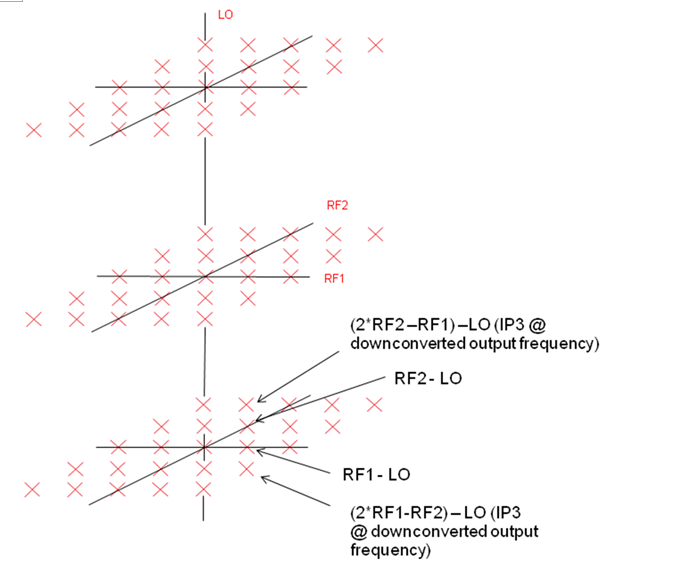 LO
RF2
RF1
(2*RF2–RF1)–LO (IP3 @
downconverted output frequency)
RF2 - LO
RF1 - LO
(2*RF1-RF2)–LO (IP3
@ downconverted output
frequency)